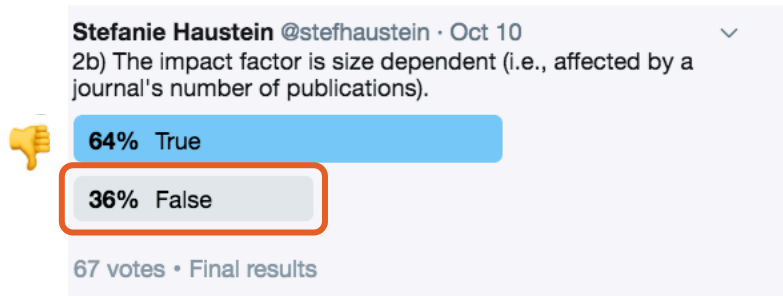 Stefanie Haustein @stefhaustein · Oct 10
2b) The impact factor is size dependent (i.e., affected by a
journal's number of publications).
64% True
36% False
67 votes • Final results